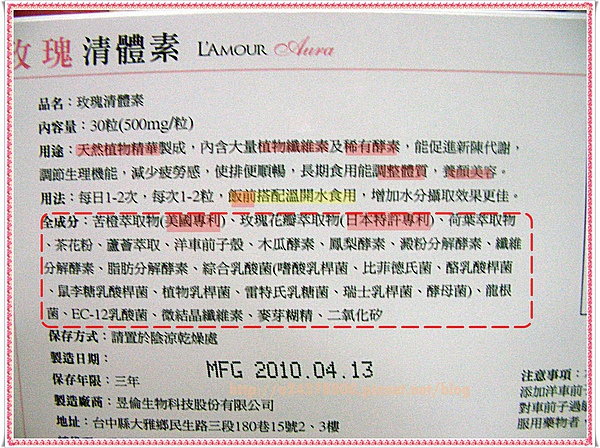 玫瑰清體素 L'AMOUR Aura
品名：玫瑰清體素
內容量：30粒(500mg/粒)
用途：天然植物精華製成，內含大量植物纖維素及稀有酵素，能促進新陳代謝，
調節生理機能，減少疲勞感，使排便順暢，長期食用能調整體質，養顏美容。
用法：每日1-2次，每次1-2粒，飯前搭配溫開水食用，增加水分攝取效果更佳。
全成分：苦橙萃取物(美國專利)、玫瑰花瓣萃取物(日本特許專利)、荷葉萃取物
、茶花粉、蘆薈萃取、洋車前子殼、木瓜酵素、鳳梨酵素、澱粉分解酵素、纖維
分解酵素、脂肪分解酵素、綜合乳酸菌(嗜酸乳桿菌、比菲德氏菌、酪乳酸桿菌
、鼠李糖乳酸桿菌、植物乳桿菌、雷特氏乳糖菌、瑞士乳桿菌、酵母菌)、龍根
菌、EC-12乳酸菌、微結晶纖維素、麥芽糊精、二氧化矽
保存方式：請置於陰涼乾燥處
製造日期：
MFG 2010.04.13
保存年限：三年
製造廠商：昱倫生物科技股份有限公司
地址：台中縣大雅鄉民生路三段180巷15號2、3樓
注意事項：
添加洋車前
對車前子過
服用藥物者，